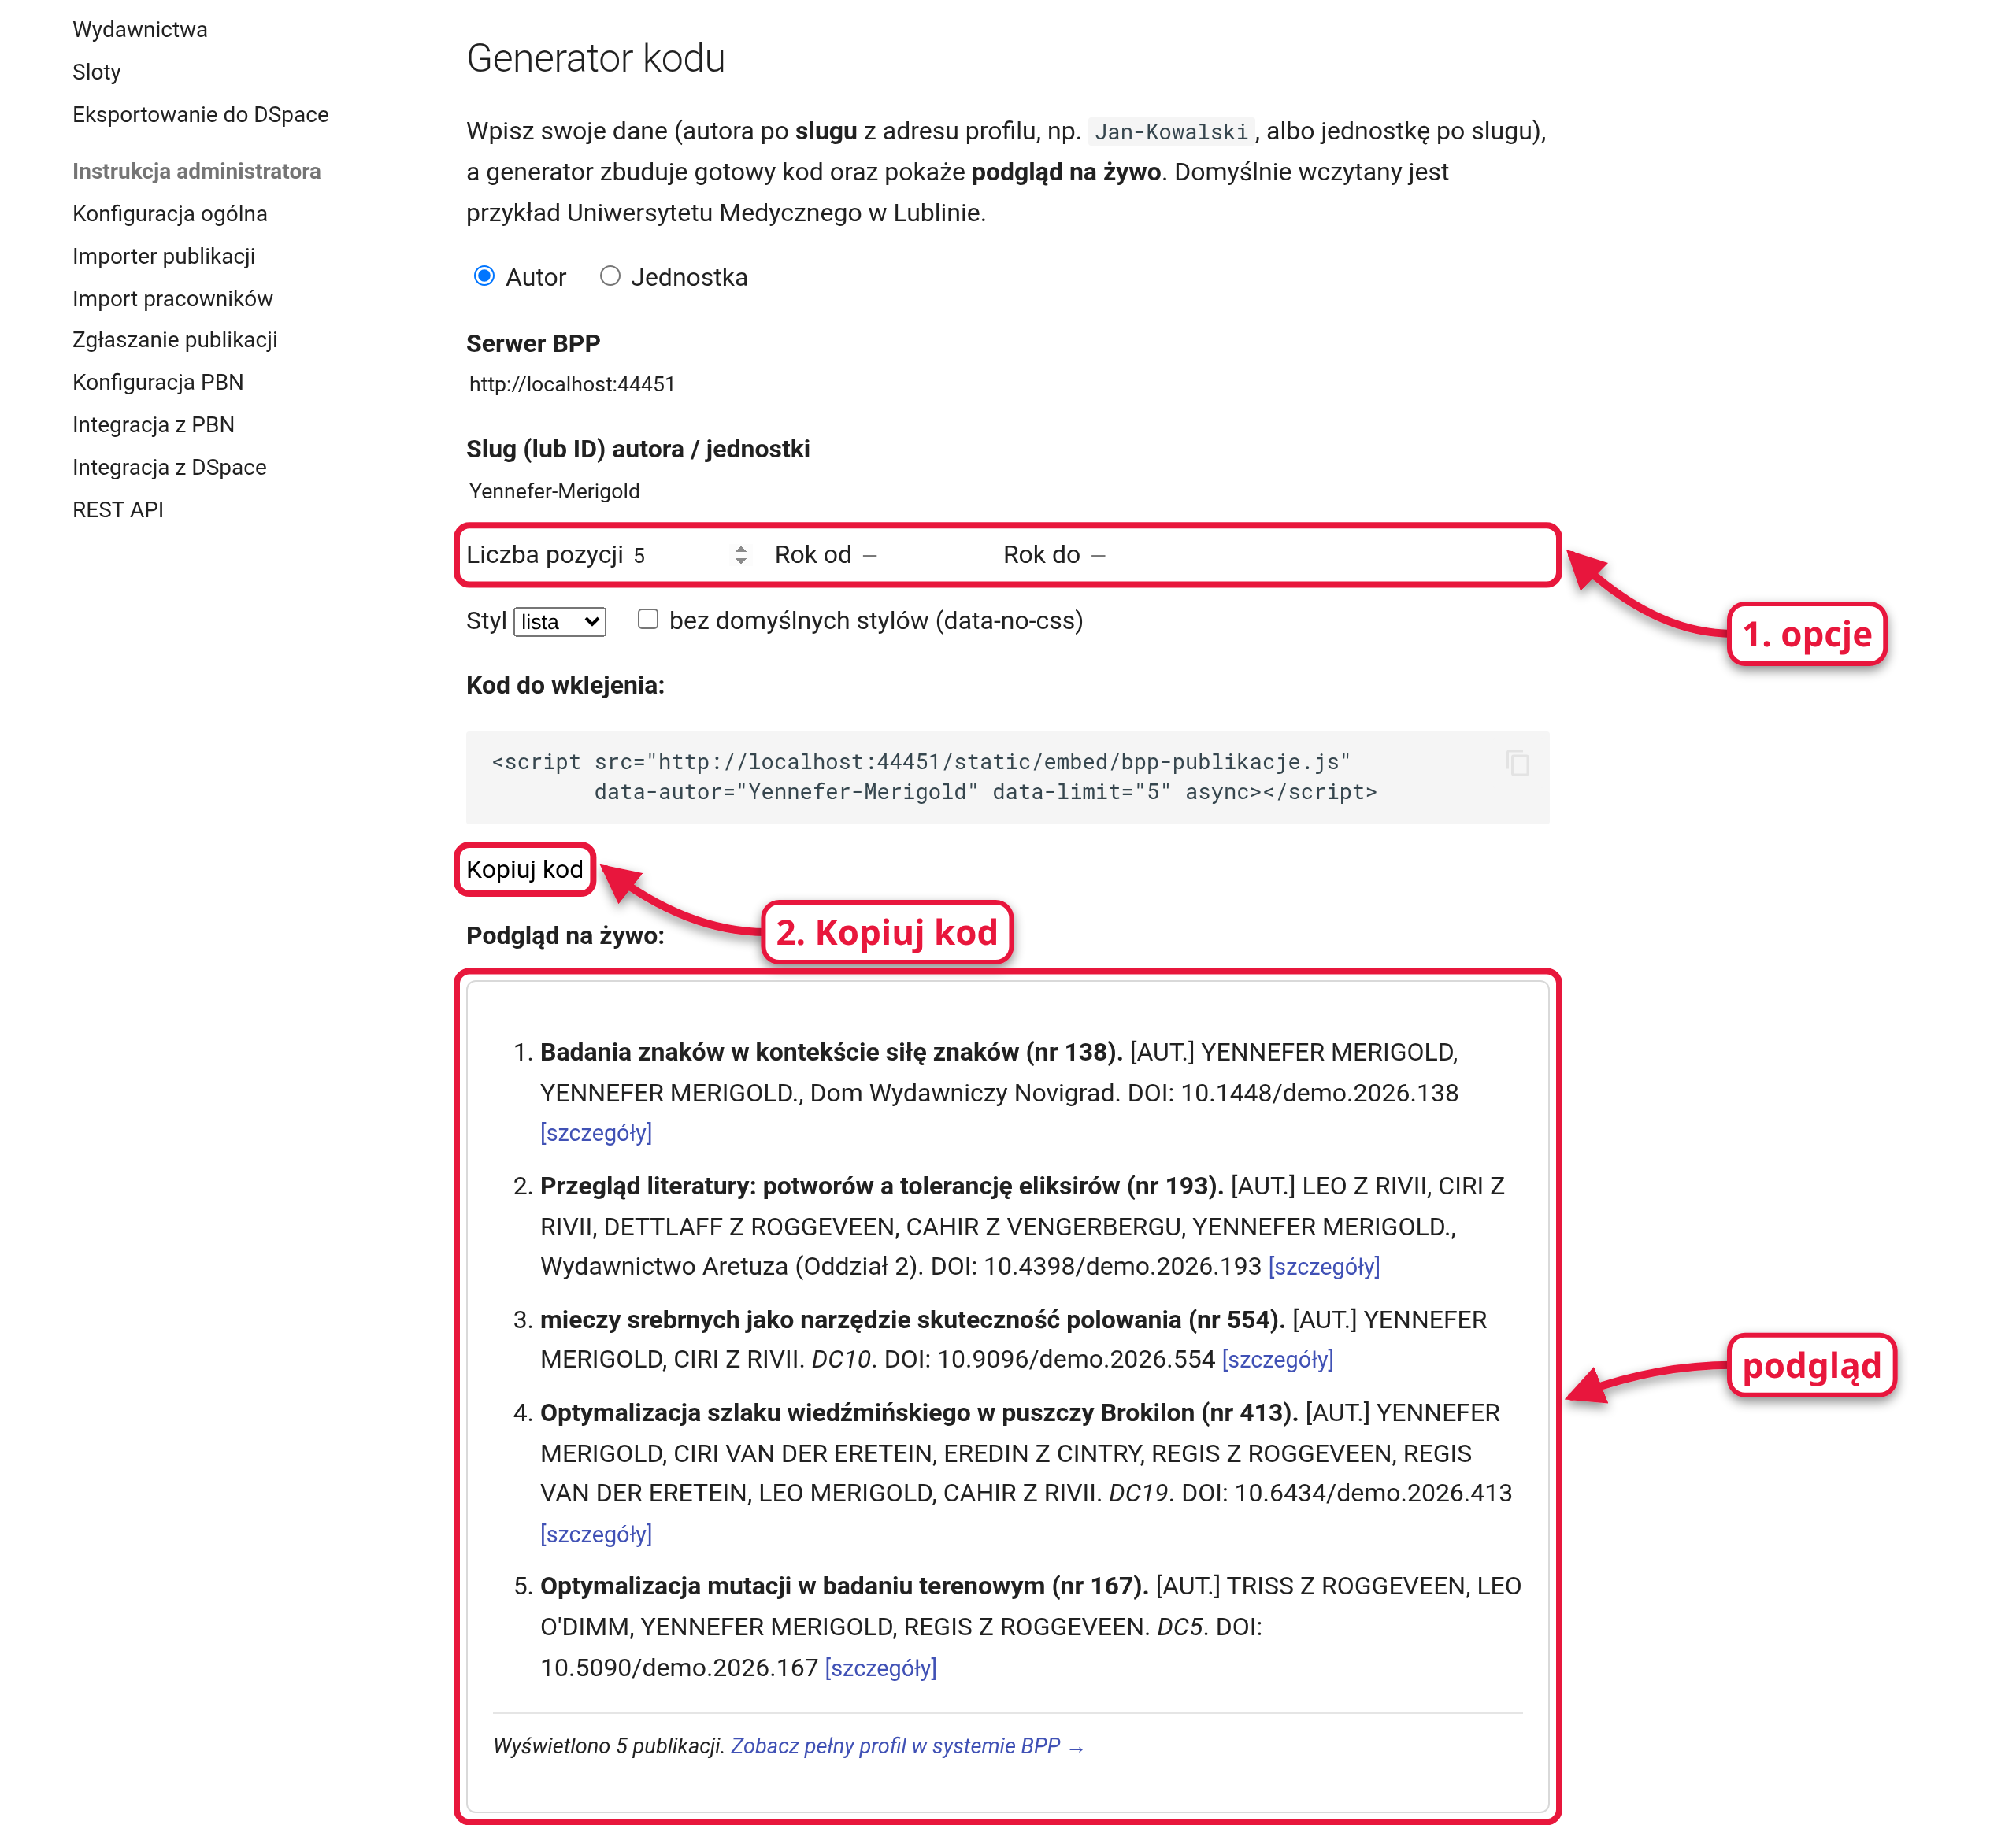 Wydawnictwa
Sloty
Eksportowanie do DSpace
Instrukcja administratora
Konfiguracja ogólna
Importer publikacji
Import pracowników
Zgłaszanie publikacji
Konfiguracja PBN
Integracja z PBN
Integracja z DSpace
REST API
Generator kodu
Wpisz swoje dane (autora po slugu z adresu profilu, np. Jan-Kowalski, albo jednostkę po slugu),
a generator zbuduje gotowy kod oraz pokaże podgląd na żywo. Domyślnie wczytany jest
przykład Uniwersytetu Medycznego w Lublinie.
Autor Jednostka
Serwer BPP
http://localhost:44451
Slug (lub ID) autora / jednostki
Yennefer-Merigold
Liczba pozycji 5 Rok od – Rok do –
1. opcje
Styl lista bez domyślnych stylów (data-no-css)
Kod do wklejenia:
<script src="http://localhost:44451/static/embed/bpp-publikacje.js"
data-autor="Yennefer-Merigold" data-limit="5" async></script>
Kopiuj kod
2. Kopiuj kod
Podgląd na żywo:
1. Badania znaków w kontekście siłę znaków (nr 138). [AUT.] YENNEFER MERIGOLD,
YENNEFER MERIGOLD., Dom Wydawniczy Novigrad. DOI: 10.1448/demo.2026.138
[szczegóły]
2. Przegląd literatury: potworów a tolerancję eliksirów (nr 193). [AUT.] LEO Z RIVII, CIRI Z
RIVII, DETTLAFF Z ROGGEVEEN, CAHIR Z VENGERBERGU, YENNEFER MERIGOLD.,
Wydawnictwo Aretuza (Oddział 2). DOI: 10.4398/demo.2026.193 [szczegóły]
3. mieczy srebrnych jako narzędzie skuteczność polowania (nr 554). [AUT.] YENNEFER
MERIGOLD, CIRI Z RIVII. DC10. DOI: 10.9096/demo.2026.554 [szczegóły]
podgląd
4. Optymalizacja szlaku wiedźmińskiego w puszczy Brokilon (nr 413). [AUT.] YENNEFER
MERIGOLD, CIRI VAN DER ERETEIN, EREDIN Z CINTRY, REGIS Z ROGGEVEEN, REGIS
VAN DER ERETEIN, LEO MERIGOLD, CAHIR Z RIVII. DC19. DOI: 10.6434/demo.2026.413
[szczegóły]
5. Optymalizacja mutacji w badaniu terenowym (nr 167). [AUT.] TRISS Z ROGGEVEEN, LEO
O'DIMM, YENNEFER MERIGOLD, REGIS Z ROGGEVEEN. DC5. DOI:
10.5090/demo.2026.167 [szczegóły]
Wyświetlono 5 publikacji. Zobacz pełny profil w systemie BPP →